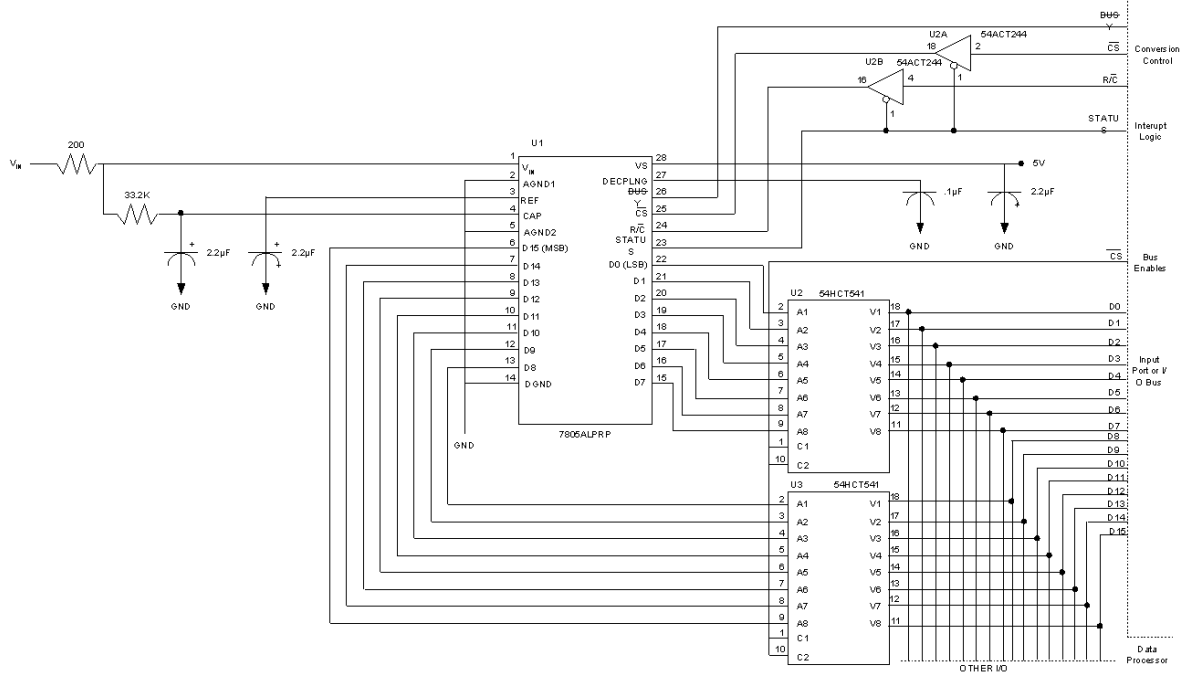 BUS
Y
U2A
54ACT244
18
2
CS
Conversion
Control
U2B
54ACT244
16
4
1
R/C
1
STATU
S
Interupt
Logic
200
V IN
U1
1
V IN
VS
28
5V
2
AGND1
DECPLNG
27
3
REF
BUS
Y
26
.1µF
2.2µF
33.2K
4
CAP
CS
25
5
AGND2
R/C
24
GND
GND
2.2µF
2.2µF
6
D15 (MSB)
STATU
S
23
7
D14
D0 (LSB)
22
CS
Bus
Enables
8
D13
D1
21
GND
GND
9
D12
D2
20
10
D11
D3
19
11
D10
D4
18
12
D9
D5
17
13
D8
D6
16
14
DGND
D7
15
GND
7805ALPRP
U2
54HCT541
2
A1
V1
18
D0
3
A2
V2
17
D1
4
A3
V3
16
D2
5
A4
V4
15
D3
6
A5
V5
14
D4
7
A6
V6
13
D5
8
A7
V7
12
D6
9
A8
V8
11
D7
1
C1
10
C2
Input
Port or I/
O Bus
D8
D9
D10
D11
D12
D13
D14
D15
U3
54HCT541
2
A1
V1
18
3
A2
V2
17
4
A3
V3
16
5
A4
V4
15
6
A5
V5
14
7
A6
V6
13
8
A7
V7
12
9
A8
V8
11
1
C1
10
C2
OTHER I/O
Data
Processor